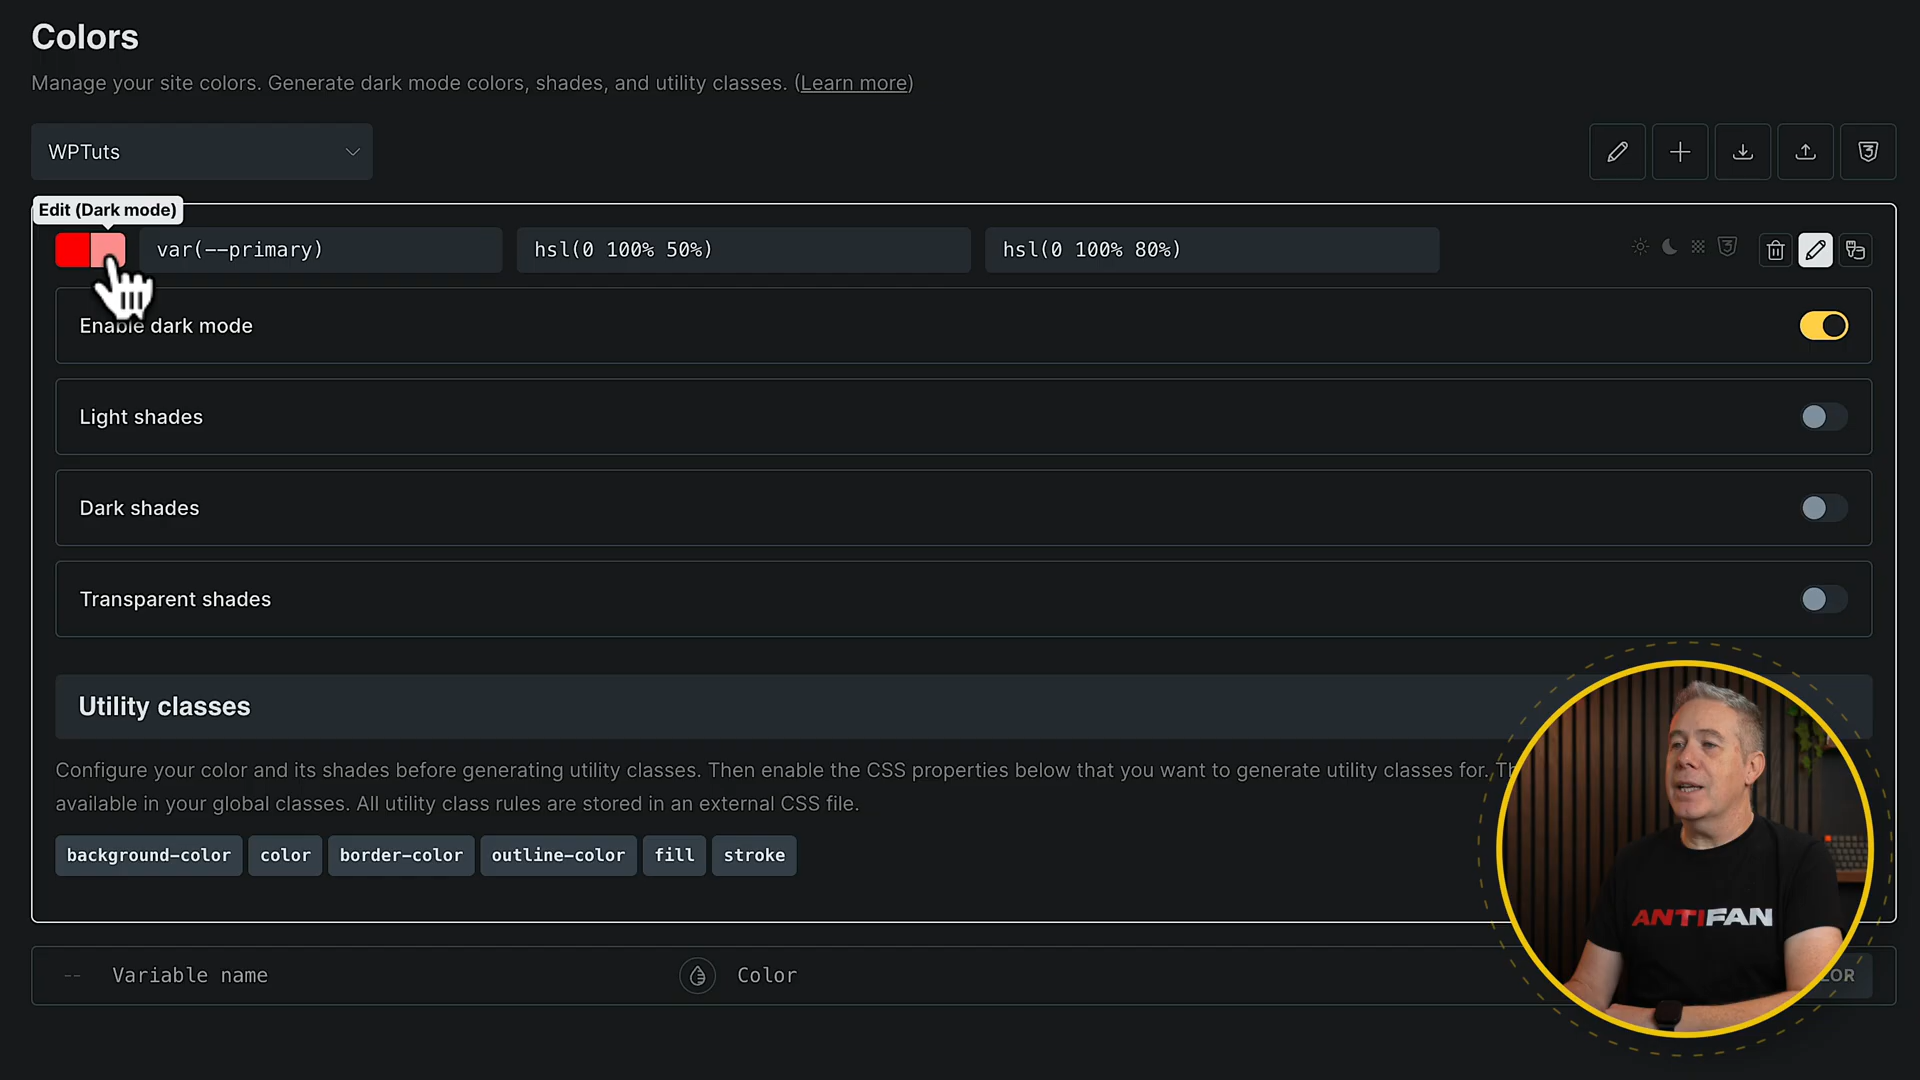 Colors
Manage your site colors. Generate dark mode colors, shades, and utility classes. (Learn more)
WPTuts
Edit (Dark mode)
var(--primary)
hsl(0 100% 50%)
hsl(0 100% 80%)
Enable dark mode
Light shades
Dark shades
Transparent shades
Utility classes
Configure your color and its shades before generating utility classes. Then enable the CSS properties below that you want to generate utility classes for.
available in your global classes. All utility class rules are stored in an external CSS file.
background-color
color
border-color
outline-color
fill
stroke
ANTIFAN
-- Variable name
Color